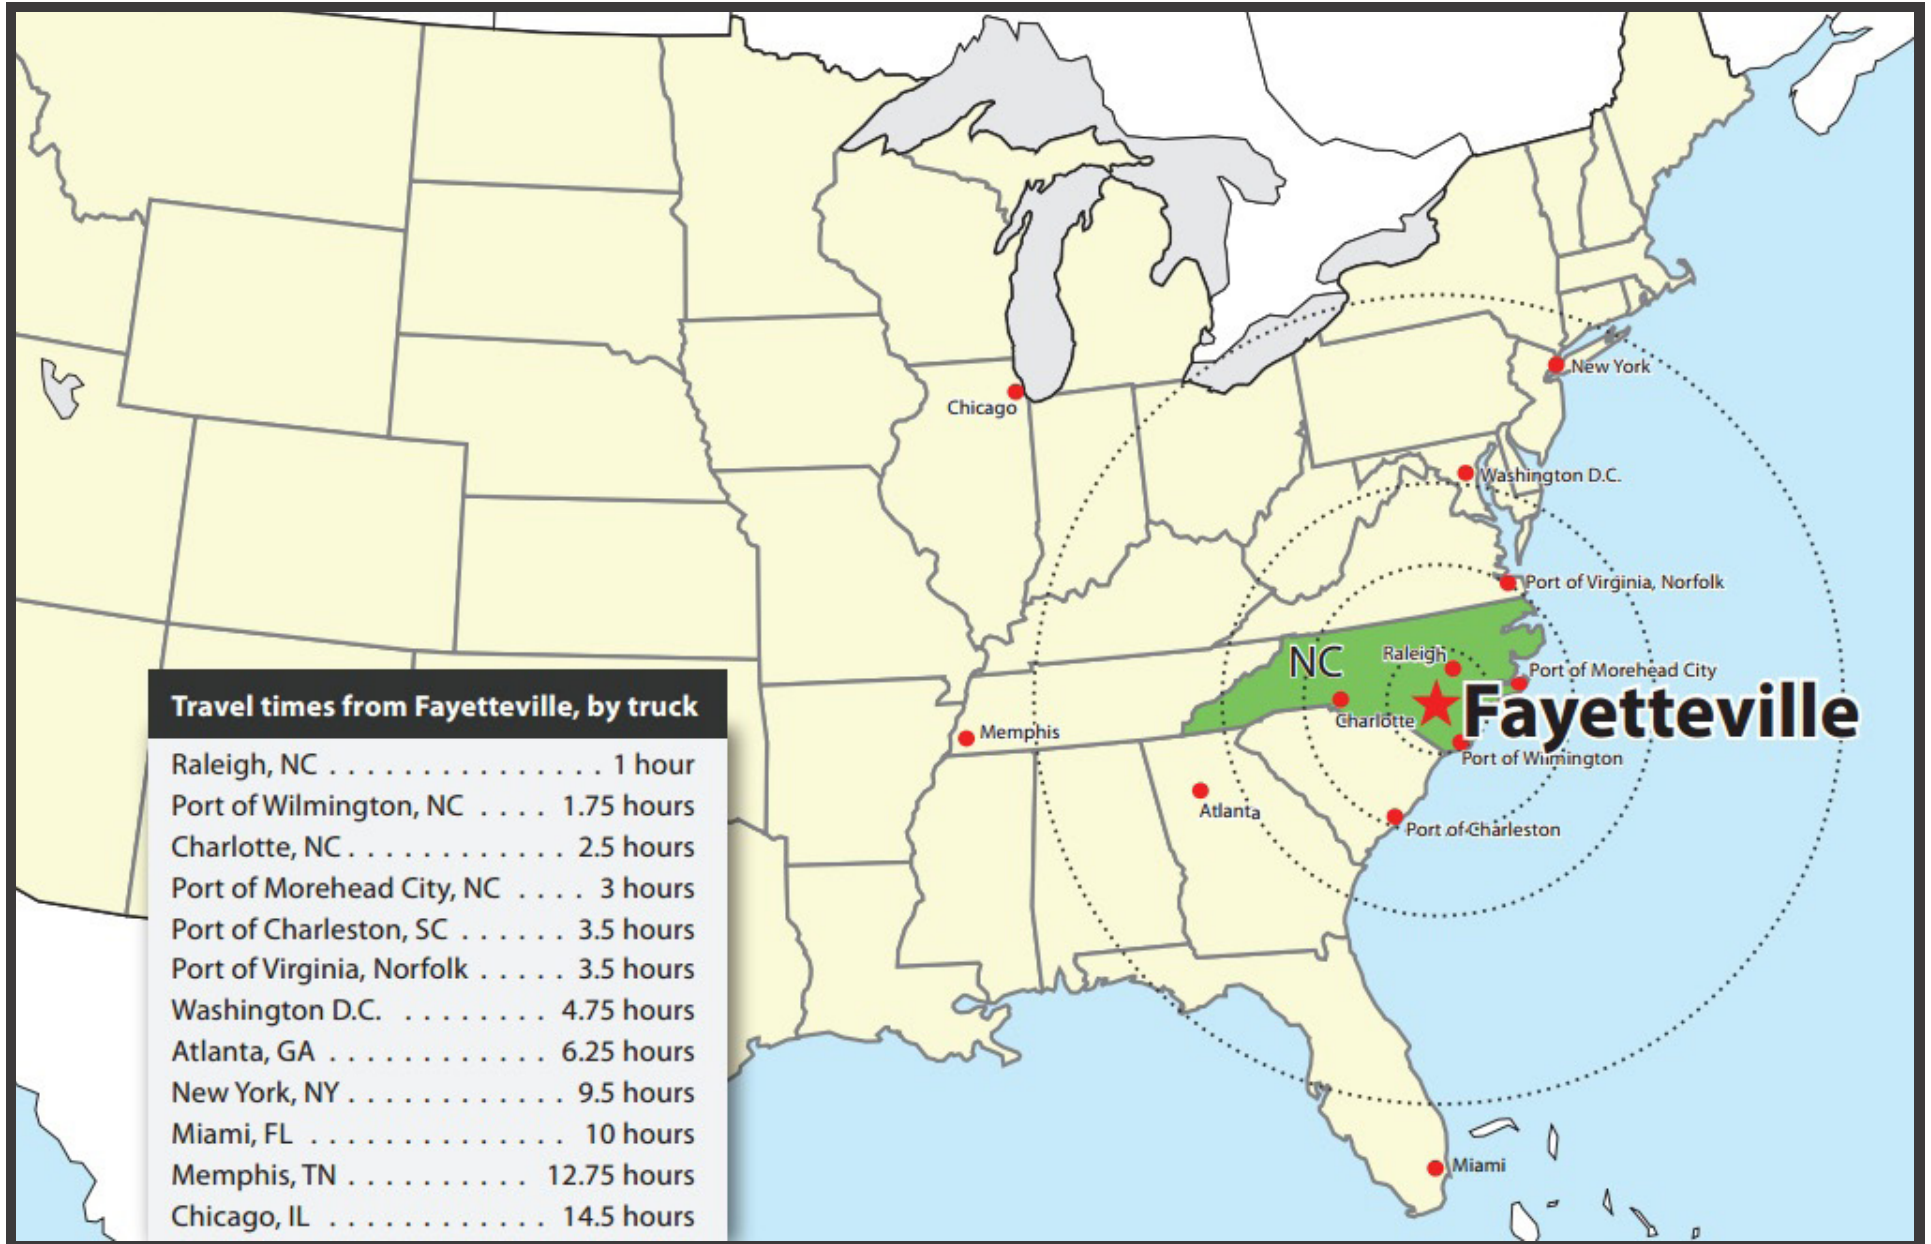 New York
Chicago
Washington D.C.
Port of Virginia, Norfolk
NC
Raleigh
Port of Morehead City
Fayetteville
Charlotte
Memphis
Port of Wilmington
Atlanta
Port of Charleston
Miami
Travel times from Fayetteville, by truck
Raleigh, NC . . . . . . . . . . . . . . . . 1 hour
Port of Wilmington, NC . . . . 1.75 hours
Charlotte, NC . . . . . . . . . . . . . 2.5 hours
Port of Morehead City, NC . . . . 3 hours
Port of Charleston, SC . . . . . . 3.5 hours
Port of Virginia, Norfolk . . . . . 3.5 hours
Washington D.C. . . . . . . . . 4.75 hours
Atlanta, GA . . . . . . . . . . . . . 6.25 hours
New York, NY . . . . . . . . . . . . 9.5 hours
Miami, FL . . . . . . . . . . . . . . 10 hours
Memphis, TN . . . . . . . . . . 12.75 hours
Chicago, IL . . . . . . . . . . . . . 14.5 hours